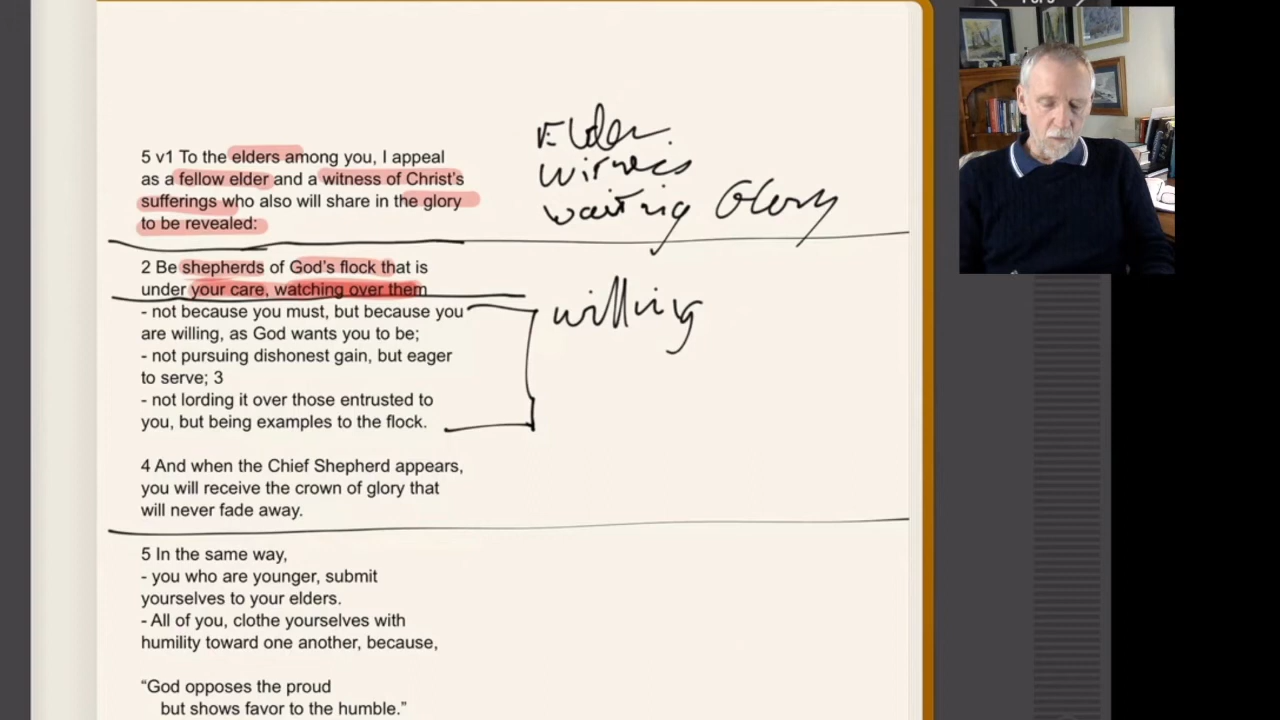 5 v1 To the elders among you, I appeal
as a fellow elder and a witness of Christ's
sufferings who also will share in the glory
to be revealed:
Elder
witness
waiting Glory
2 Be shepherds of God's flock that is
under your care, watching over them
- not because you must, but because you
are willing, as God wants you to be;
- not pursuing dishonest gain, but eager
to serve; 3
- not lording it over those entrusted to
you, but being examples to the flock.
willing
4 And when the Chief Shepherd appears,
you will receive the crown of glory that
will never fade away.
5 In the same way,
- you who are younger, submit
yourselves to your elders.
- All of you, clothe yourselves with
humility toward one another, because,
“God opposes the proud
but shows favor to the humble.”